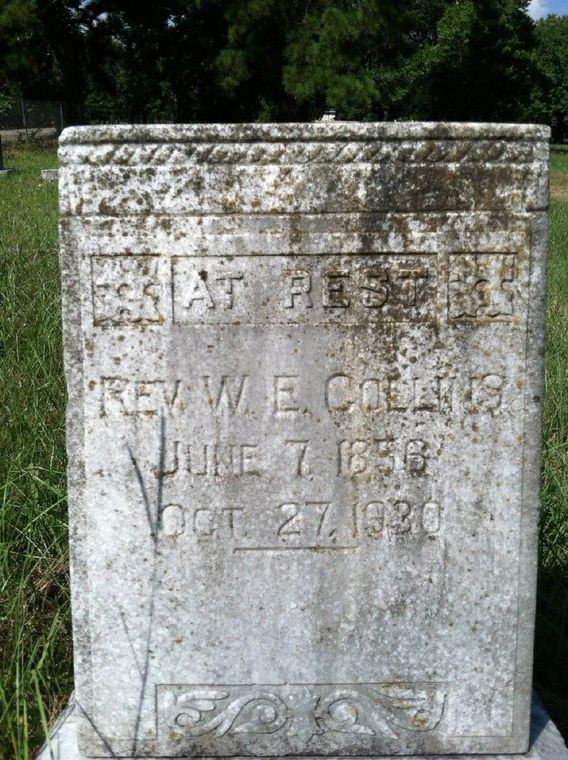 AT REST
REV. W. E. COLLINS
JUNE 7, 1856
OCT. 27, 1930